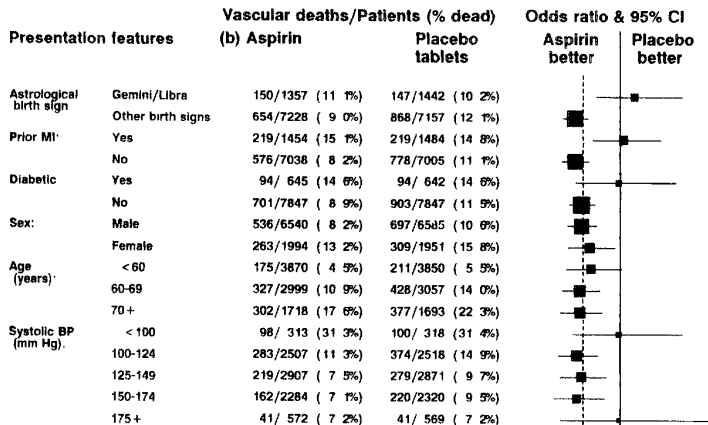 Vascular deaths/Patients (% dead) Odds ratio & 95% CI
Presentation features (b) Aspirin Placebo Aspirin Placebo
tablets better better
Astrological Gemini/Libra 150/1357 (11 1%) 147/1442 (10 2%)
birth sign Other birth signs 654/7228 ( 9 0%) 868/7157 (12 1%)
Prior MI· Yes 219/1454 (15 1%) 219/1484 (14 8%)
No 576/7038 ( 8 2%) 778/7005 (11 1%)
Diabetic Yes 94/ 645 (14 6%) 94/ 642 (14 6%)
No 701/7847 ( 8 9%) 903/7847 (11 5%)
Sex: Male 536/6540 ( 8 2%) 697/6585 (10 6%)
Female 263/1994 (13 2%) 309/1951 (15 8%)
Age <60 175/3870 ( 4 5%) 211/3850 ( 5 5%)
(years)·
60-69 327/2999 (10 9%) 428/3057 (14 0%)
70+ 302/1718 (17 6%) 377/1693 (22 3%)
Systolic BP <100 98/ 313 (31 3%) 100/ 318 (31 4%)
(mm Hg).
100-124 283/2507 (11 3%) 374/2518 (14 9%)
125-149 219/2907 ( 7 5%) 279/2871 ( 9 7%)
150-174 162/2284 ( 7 1%) 220/2320 ( 9 5%)
175+ 41/ 572 ( 7 2%) 41/ 569 ( 7 2%)